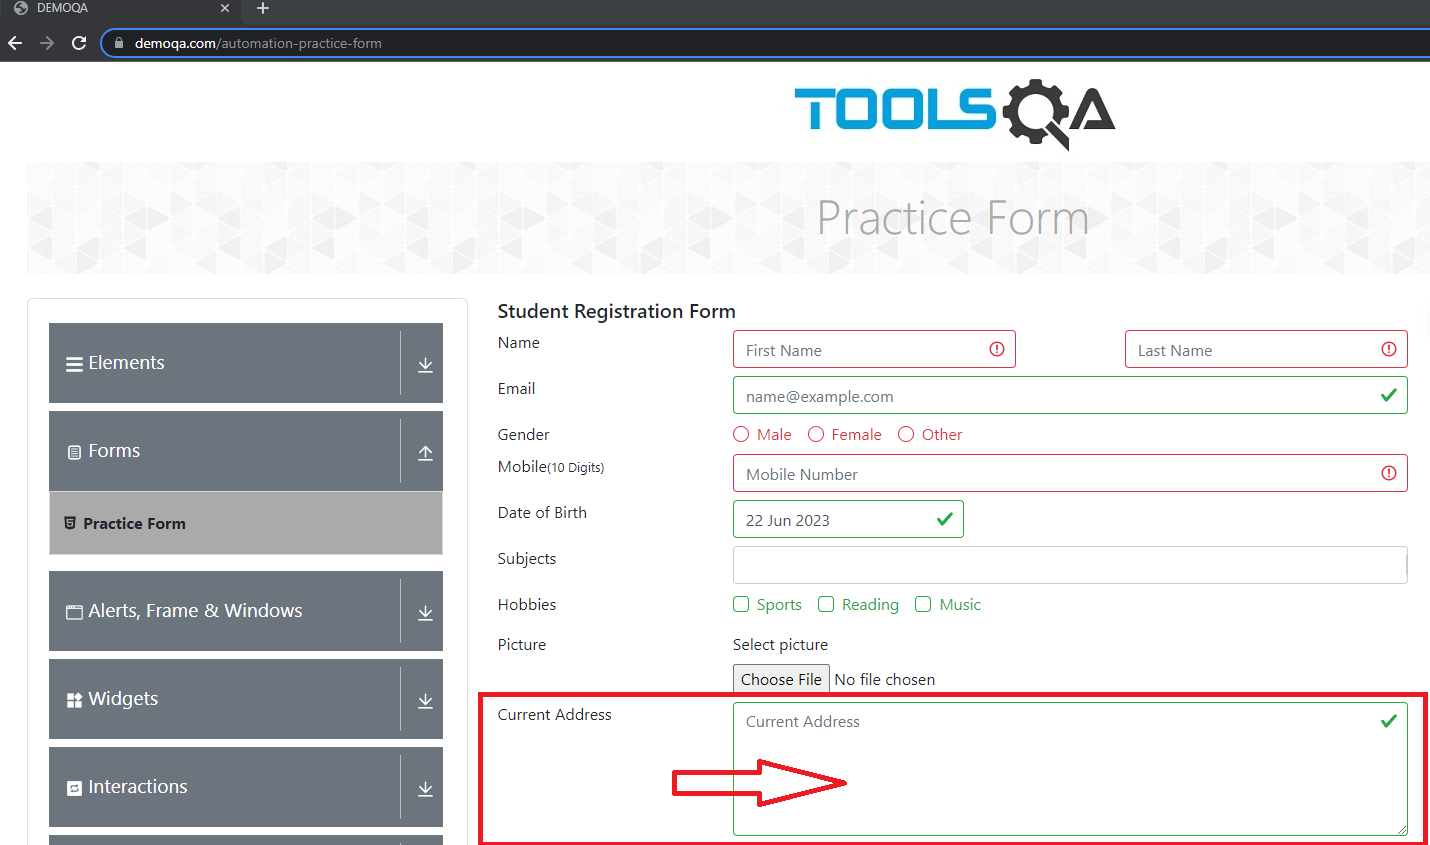 DEMOQA
demoqa.com/automation-practice-form
TOOLSQA
Practice Form
Elements
Forms
Practice Form
Alerts, Frame & Windows
Widgets
Interactions
Student Registration Form
Name First Name Last Name
Email name@example.com
Gender Male Female Other
Mobile(10 Digits) Mobile Number
Date of Birth 22 Jun 2023
Subjects
Hobbies Sports Reading Music
Picture Select picture
Choose File No file chosen
Current Address Current Address